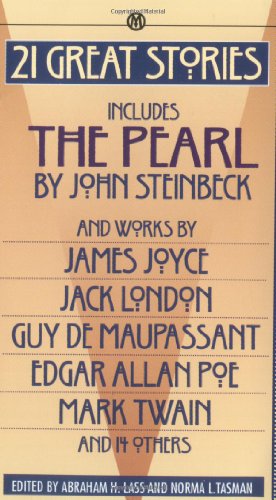 M
21 GREAT STORIES
INCLUDES
THE PEARL
BY JOHN STEINBECK
AND WORKS BY
JAMES JOYCE
JACK LONDON
GUY DE MAUPASSANT
EDGAR ALLAN POE
MARK TWAIN
AND 14 OTHERS
EDITED BY ABRAHAM H. LASS AND NORMA L.TASMAN